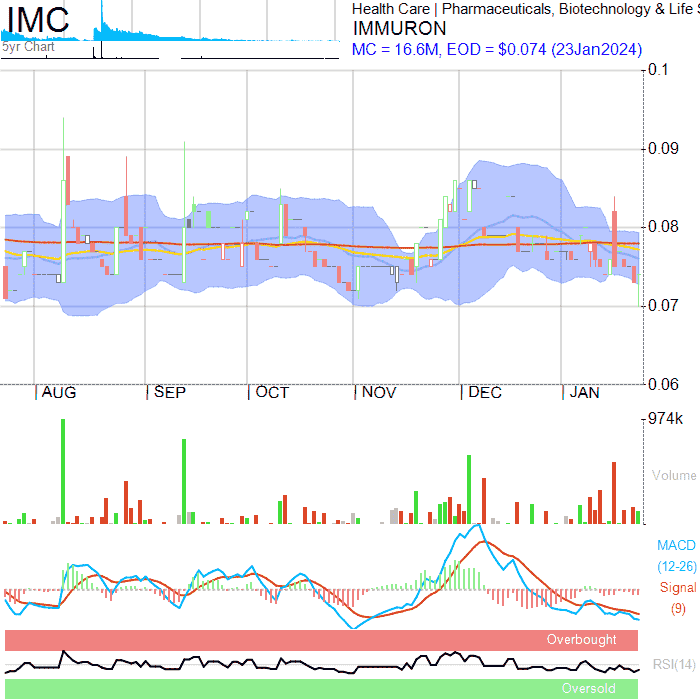 IMC
5yr Chart
Health Care | Pharmaceuticals, Biotechnology & Life S
IMMURON
MC = 16.6M, EOD = $0.074 (23Jan2024)
0.1
0.09
0.08
0.07
0.06
AUG SEP OCT NOV DEC JAN
974k
Volume
MACD
(12-26)
Signal
(9)
Overbought
RSI(14)
Oversold